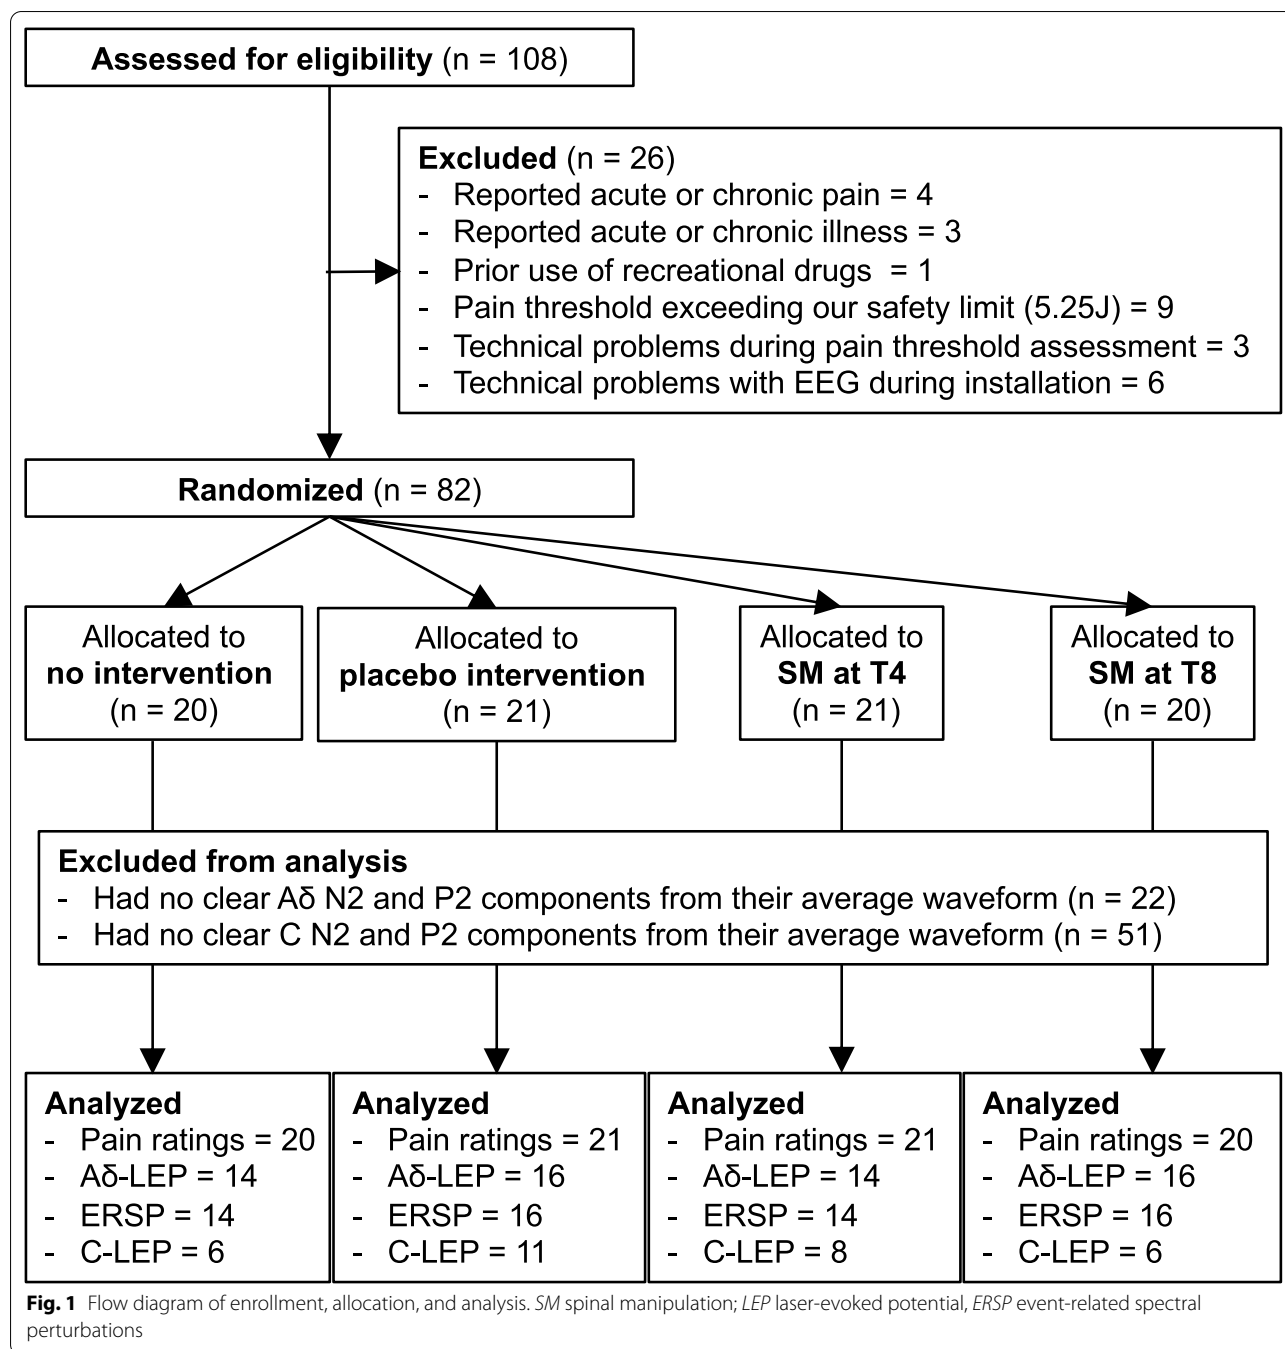 Assessed for eligibility (n = 108)
Excluded (n = 26)
- Reported acute or chronic pain = 4
- Reported acute or chronic illness = 3
- Prior use of recreational drugs = 1
- Pain threshold exceeding our safety limit (5.25J) = 9
- Technical problems during pain threshold assessment = 3
- Technical problems with EEG during installation = 6
Randomized (n = 82)
Allocated to
no intervention
(n = 20)
Allocated to
placebo intervention
(n = 21)
Allocated to
SM at T4
(n = 21)
Allocated to
SM at T8
(n = 20)
Excluded from analysis
- Had no clear Aδ N2 and P2 components from their average waveform (n = 22)
- Had no clear C N2 and P2 components from their average waveform (n = 51)
Analyzed
- Pain ratings = 20
- Aδ-LEP = 14
- ERSP = 14
- C-LEP = 6
Analyzed
- Pain ratings = 21
- Aδ-LEP = 16
- ERSP = 16
- C-LEP = 11
Analyzed
- Pain ratings = 21
- Aδ-LEP = 14
- ERSP = 14
- C-LEP = 8
Analyzed
- Pain ratings = 20
- Aδ-LEP = 16
- ERSP = 16
- C-LEP = 6
Fig. 1 Flow diagram of enrollment, allocation, and analysis. SM spinal manipulation; LEP laser-evoked potential, ERSP event-related spectral
perturbations